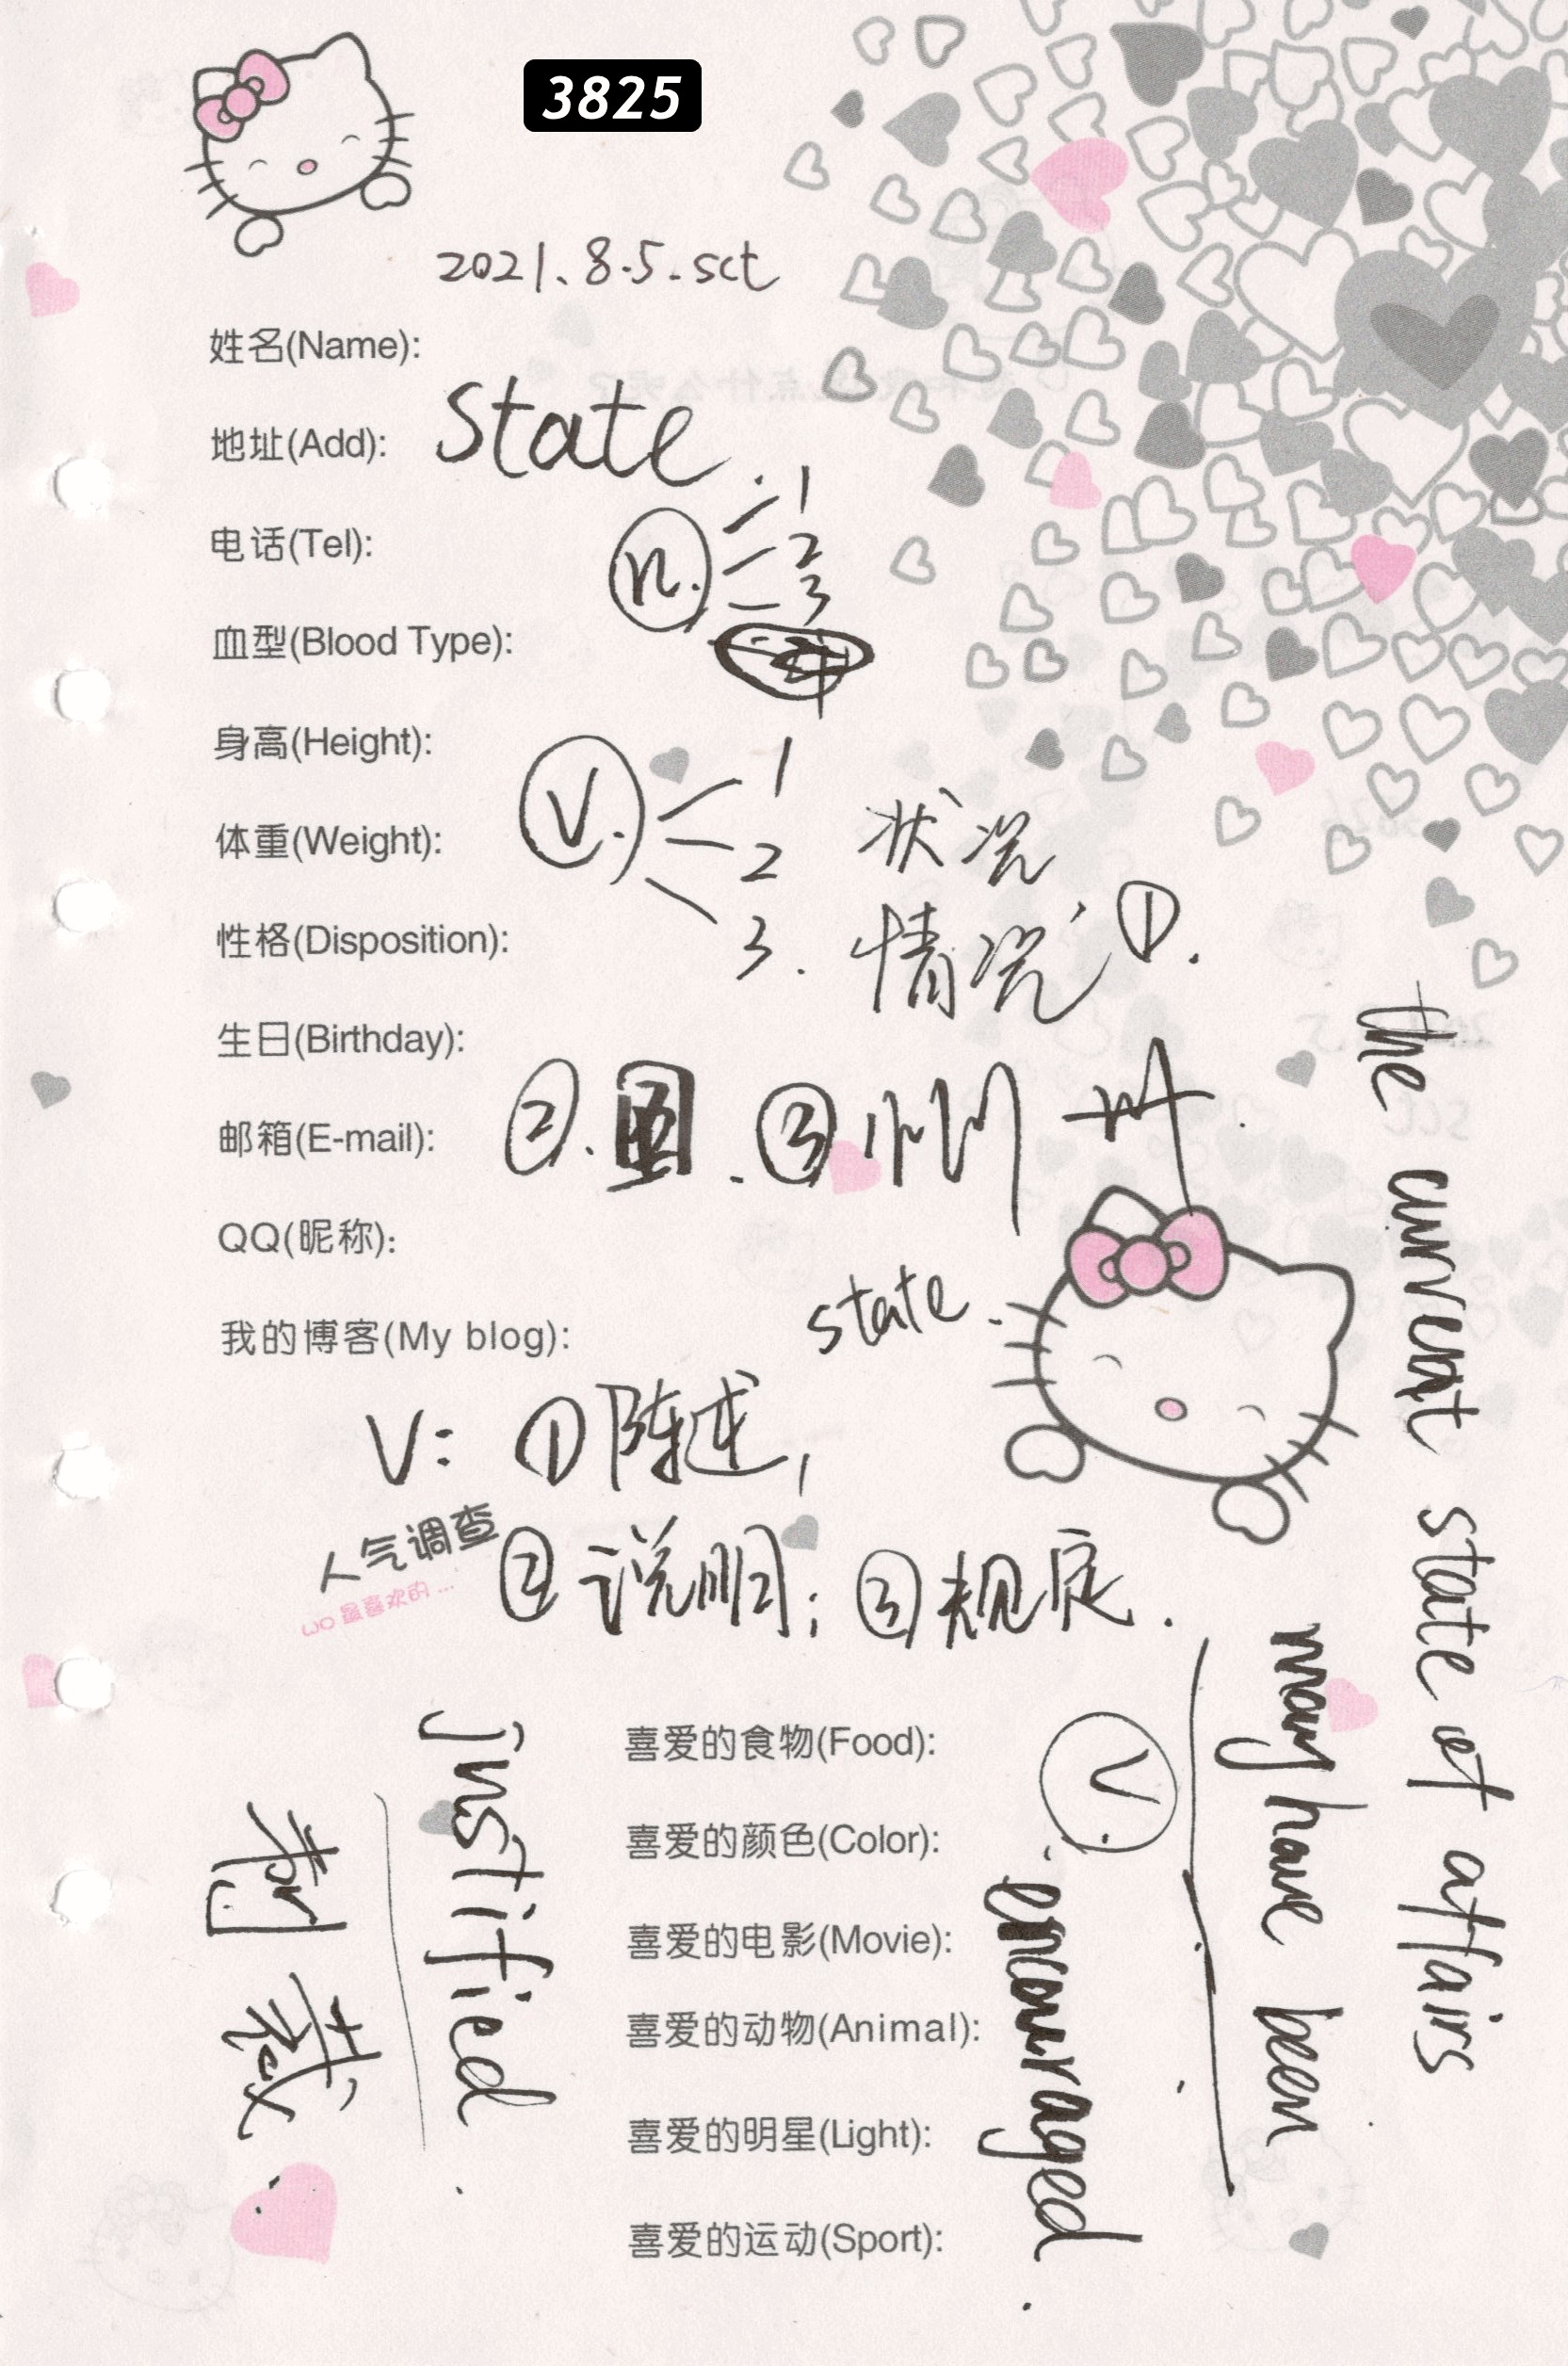 3825
2021.8.5.sct
姓名(Name):
地址(Add):
state.
电话(Tel):
n. 1
2
3
血型(Blood Type):
身高(Height):
体重(Weight):
V. 1
2
3.
状况
情况 ①.
性格(Disposition):
生日(Birthday):
邮箱(E-mail):
②. 国. ③ 州
QQ(昵称):
state.
我的博客(My blog):
V: ①陈述,
人气调查
wo最喜欢的...
②说明; ③规定.
喜爱的食物(Food):
喜爱的颜色(Color):
喜爱的电影(Movie):
喜爱的动物(Animal):
喜爱的明星(Light):
喜爱的运动(Sport):
the current state of affairs
may have been
V.
encouraged.
justified.
制裁.